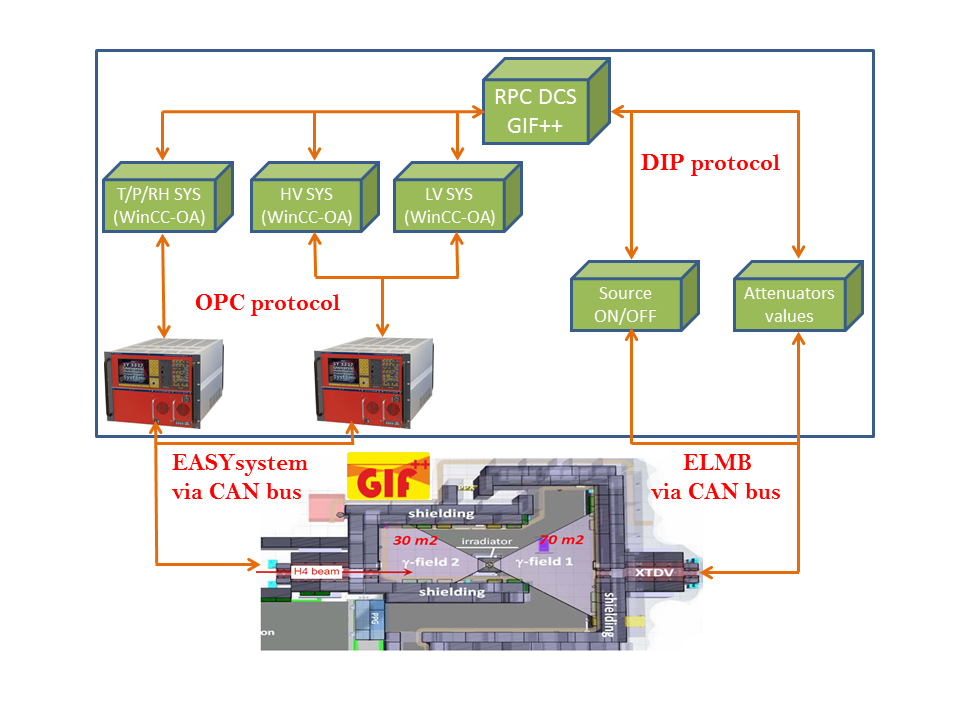 RPC DCS
GIF++
DIP protocol
T/P/RH SYS
(WinCC-OA)
HV SYS
(WinCC-OA)
LV SYS
(WinCC-OA)
Source
ON/OFF
Attenuators
values
OPC protocol
EASYsystem
via CAN bus
GIF++
ELMB
via CAN bus
shielding
30 m2
irradiator
70 m2
γ-field 2
γ-field 1
H4 beam
XTDV
shielding
shielding
PPG
on